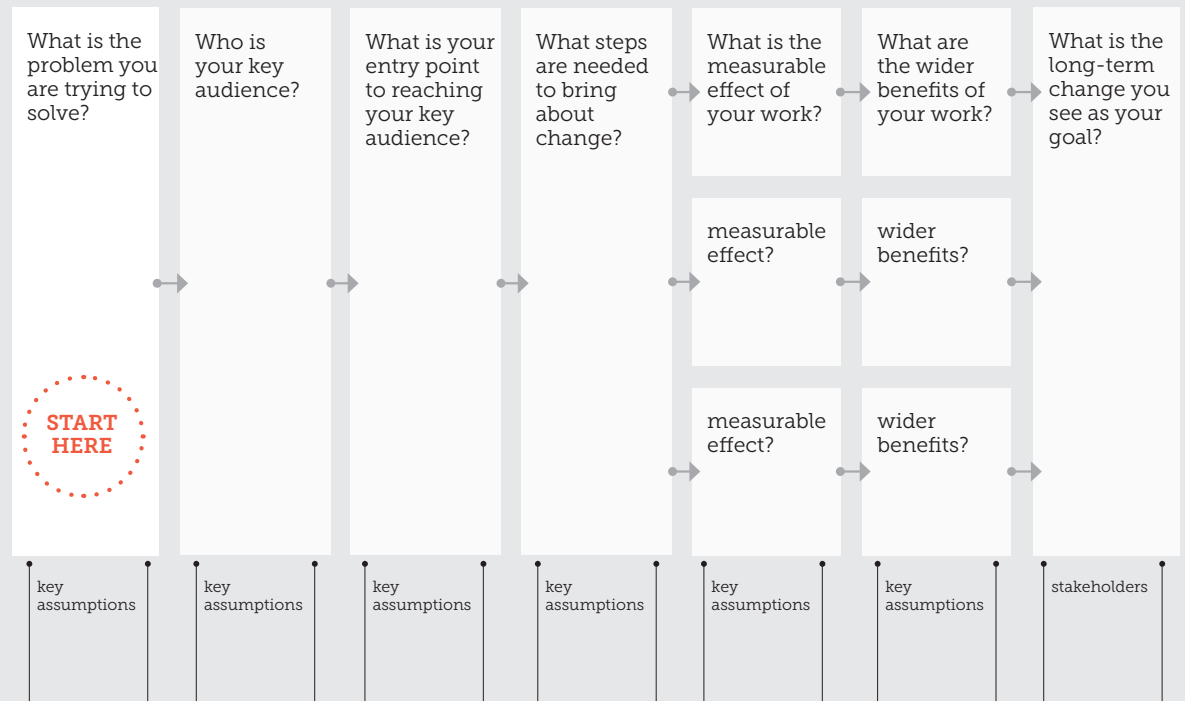 What is the
problem you
are trying to
solve?
START
HERE
Who is
your key
audience?
What is your
entry point
to reaching
your key
audience?
What steps
are needed
to bring
about
change?
What is the
measurable
effect of
your work?
measurable
effect?
measurable
effect?
What are
the wider
benefits of
your work?
wider
benefits?
wider
benefits?
What is the
long-term
change you
see as your
goal?
key
assumptions
key
assumptions
key
assumptions
key
assumptions
key
assumptions
key
assumptions
stakeholders